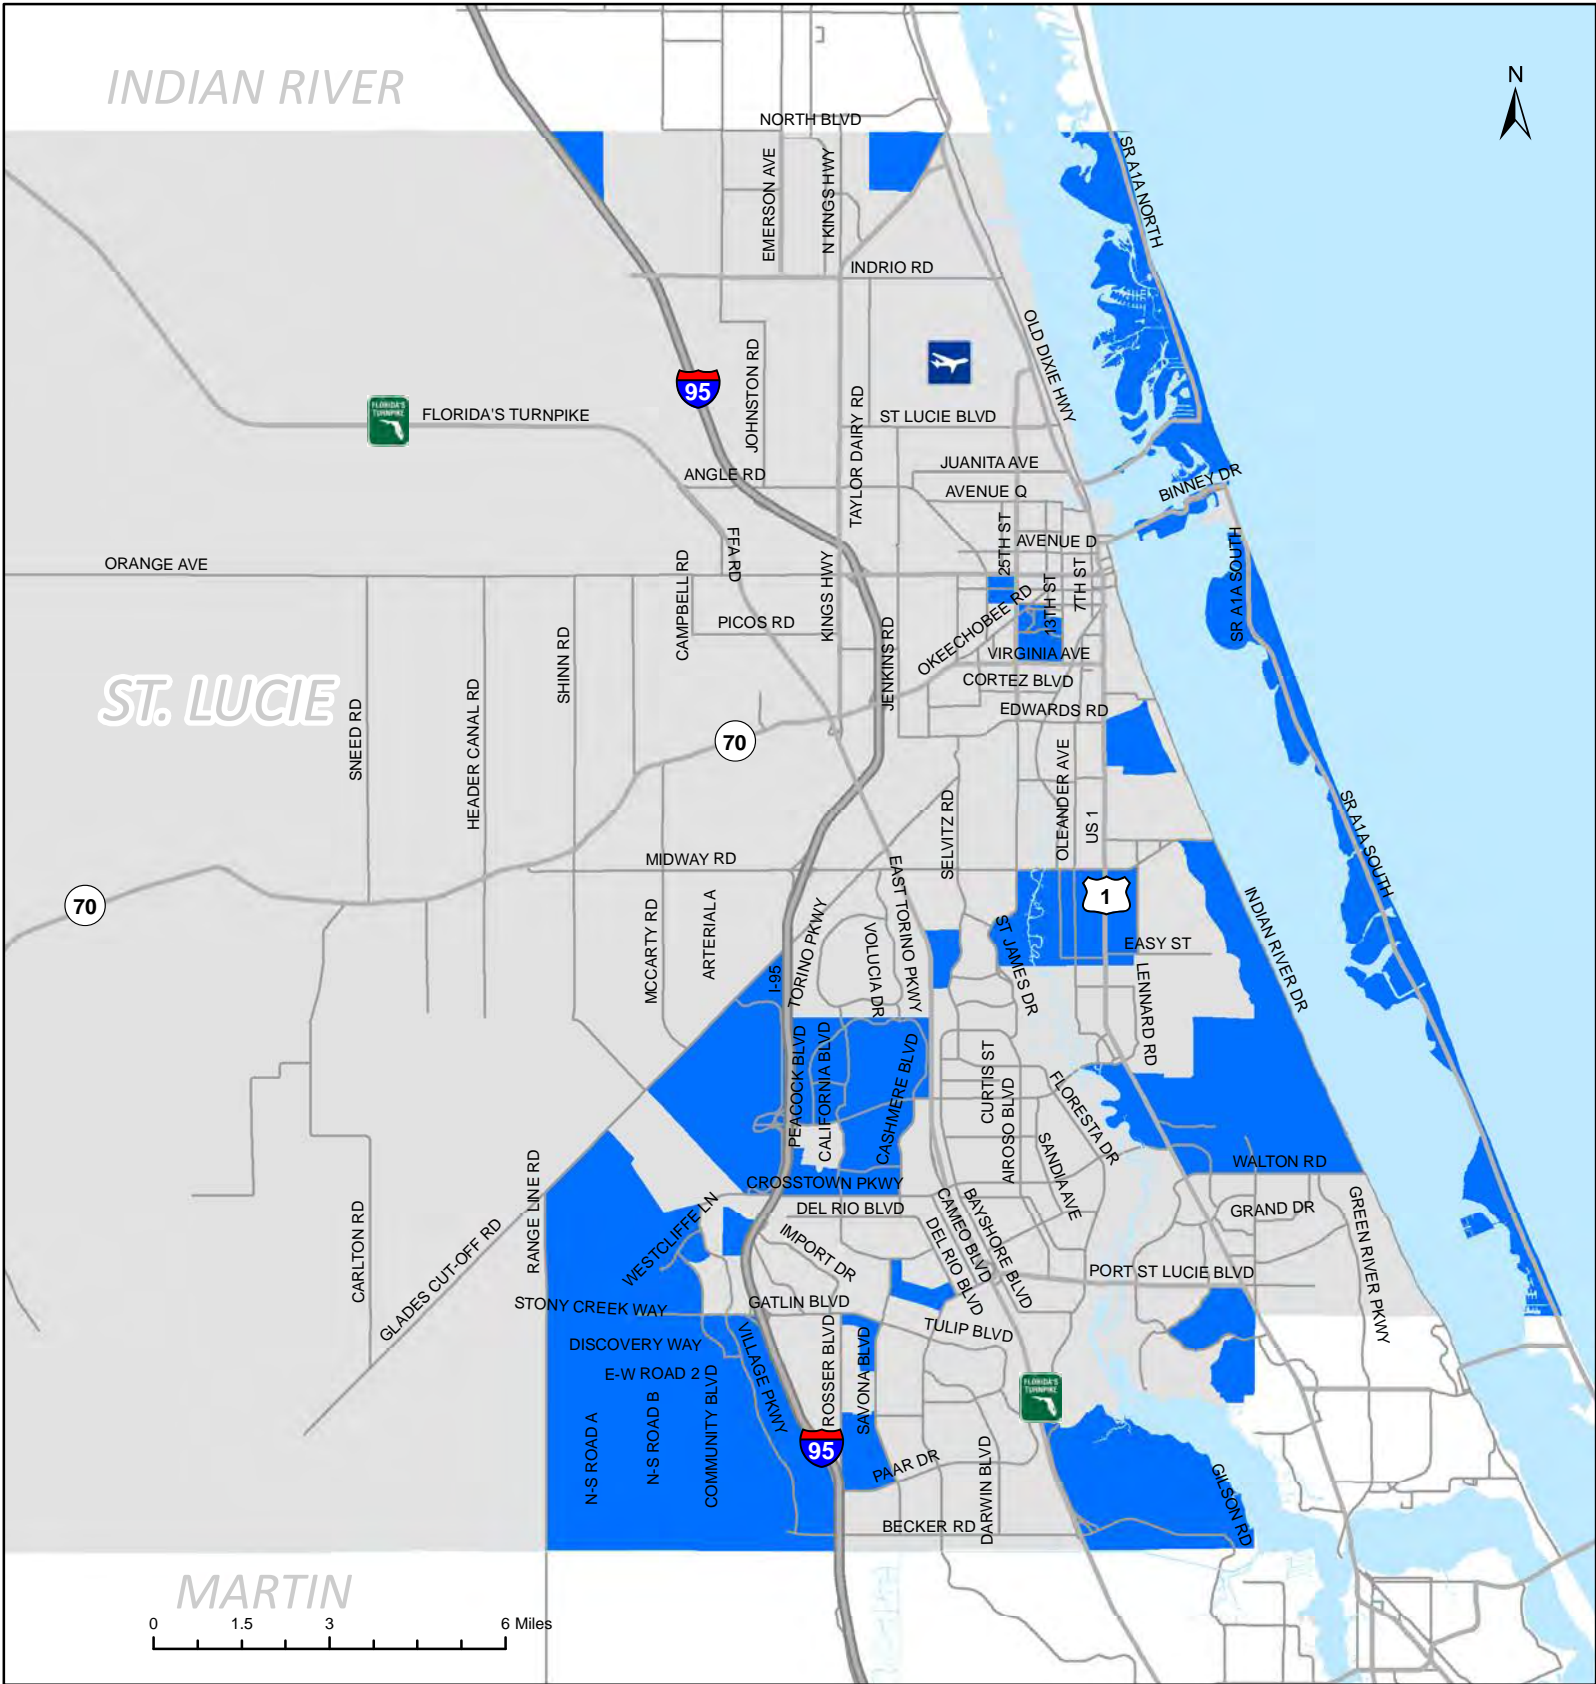 INDIAN RIVER
N
NORTH BLVD
SR A1A NORTH
EMERSON AVE
N KINGS HWY
INDRIO RD
OLD DIXIE HWY
JOHNSTON RD
95
FLORIDA'S TURNPIKE
FLORIDA'S TURNPIKE
TAYLOR DAIRY RD
ST LUCIE BLVD
JUANITA AVE
ANGLE RD
BINNEY DR
AVENUE Q
25TH ST
AVENUE D
FFA RD
ORANGE AVE
CAMPBELL RD
KINGS HWY
13TH ST
7TH ST
SR A1A SOUTH
OKEECHOBEE RD
PICOS RD
SHINN RD
JENKINS RD
VIRGINIA AVE
ST. LUCIE
CORTEZ BLVD
HEADER CANAL RD
SNEED RD
EDWARDS RD
70
OLEANDER AVE
US 1
SELVITZ RD
SR A1A SOUTH
MIDWAY RD
EAST TORINO PKWY
70
1
INDIAN RIVER DR
MCCARTY RD
ARTERIAL A
TORINO PKWY
VOLUCIA DR
ST JAMES DR
EASY ST
I-95
LENNARD RD
PEACOCK BLVD
CALIFORNIA BLVD
CASHMERE BLVD
CURTIS ST
AIROSO BLVD
FLORESTA DR
SANDIA AVE
WALTON RD
RANGE LINE RD
CROSSTOWN PKWY
DEL RIO BLVD
CAMEO BLVD
BAYSHORE BLVD
DEL RIO BLVD
GRAND DR
GREEN RIVER PKWY
CARLTON RD
GLADES CUT-OFF RD
WESTCLIFFE LN
IMPORT DR
PORT ST LUCIE BLVD
STONY CREEK WAY
GATLIN BLVD
TULIP BLVD
DISCOVERY WAY
VILLAGE PKWY
ROSSER BLVD
SAVONA BLVD
E-W ROAD 2
FLORIDA'S TURNPIKE
N-S ROAD A
N-S ROAD B
COMMUNITY BLVD
95
PAAR DR
DARWIN BLVD
GILSON RD
BECKER RD
MARTIN
0 1.5 3 6 Miles